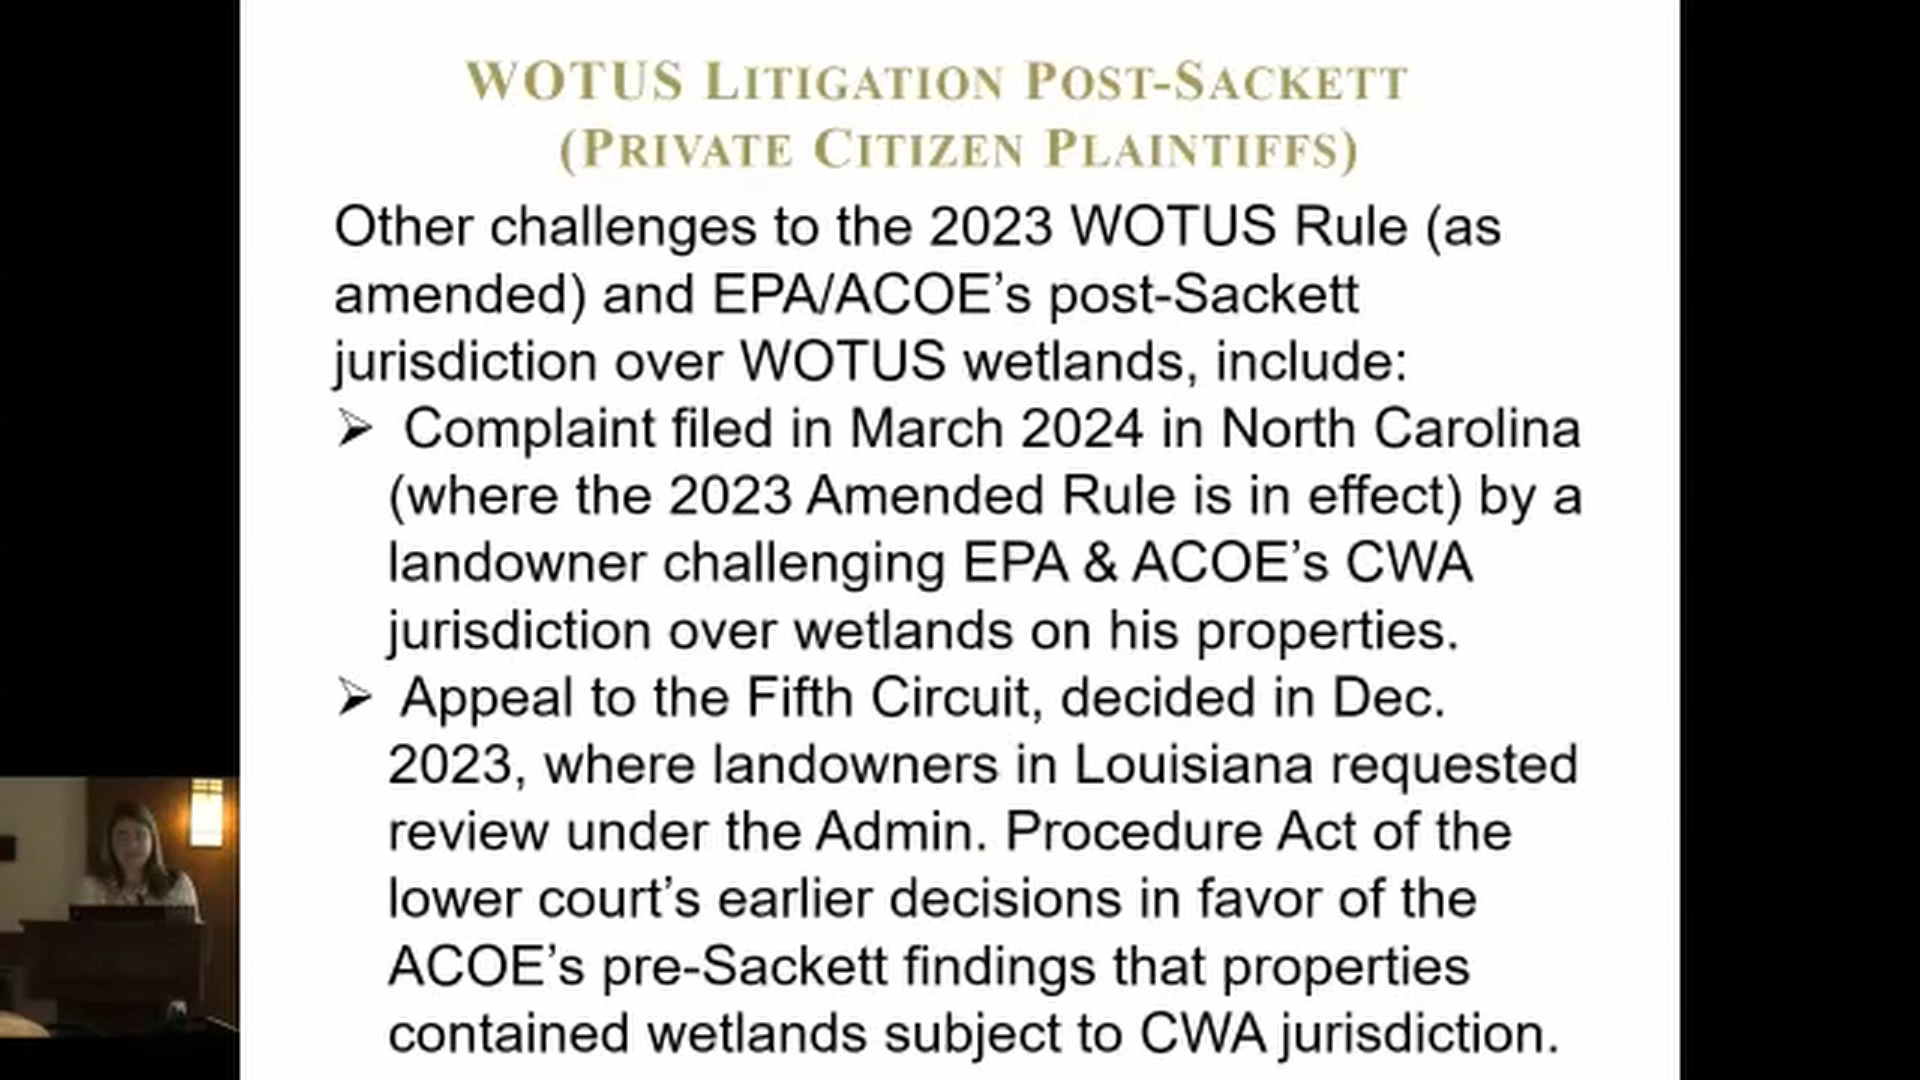 WOTUS LITIGATION POST-SACKETT
(PRIVATE CITIZEN PLAINTIFFS)
Other challenges to the 2023 WOTUS Rule (as
amended) and EPA/ACOE’s post-Sackett
jurisdiction over WOTUS wetlands, include:
➢ Complaint filed in March 2024 in North Carolina
(where the 2023 Amended Rule is in effect) by a
landowner challenging EPA & ACOE’s CWA
jurisdiction over wetlands on his properties.
➢ Appeal to the Fifth Circuit, decided in Dec.
2023, where landowners in Louisiana requested
review under the Admin. Procedure Act of the
lower court’s earlier decisions in favor of the
ACOE’s pre-Sackett findings that properties
contained wetlands subject to CWA jurisdiction.